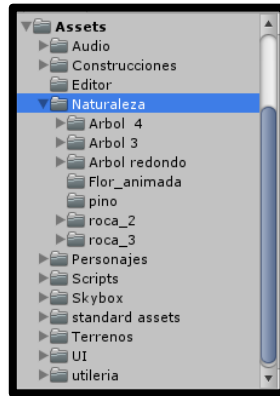 Assets
Audio
Construcciones
Editor
Naturaleza
Arbol  4
Arbol 3
Arbol redondo
Flor_animada
pino
roca_2
roca_3
Personajes
Scripts
Skybox
standard assets
Terrenos
UI
utileria